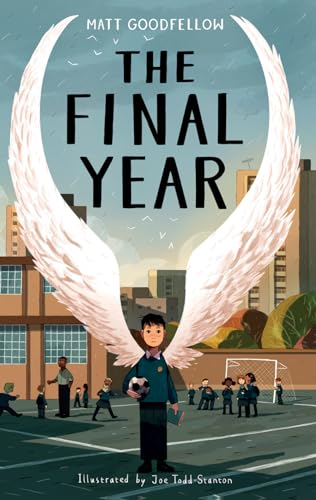 MATT GOODFELLOW
THE
FINAL
YEAR
Illustrated by Joe Todd-Stanton